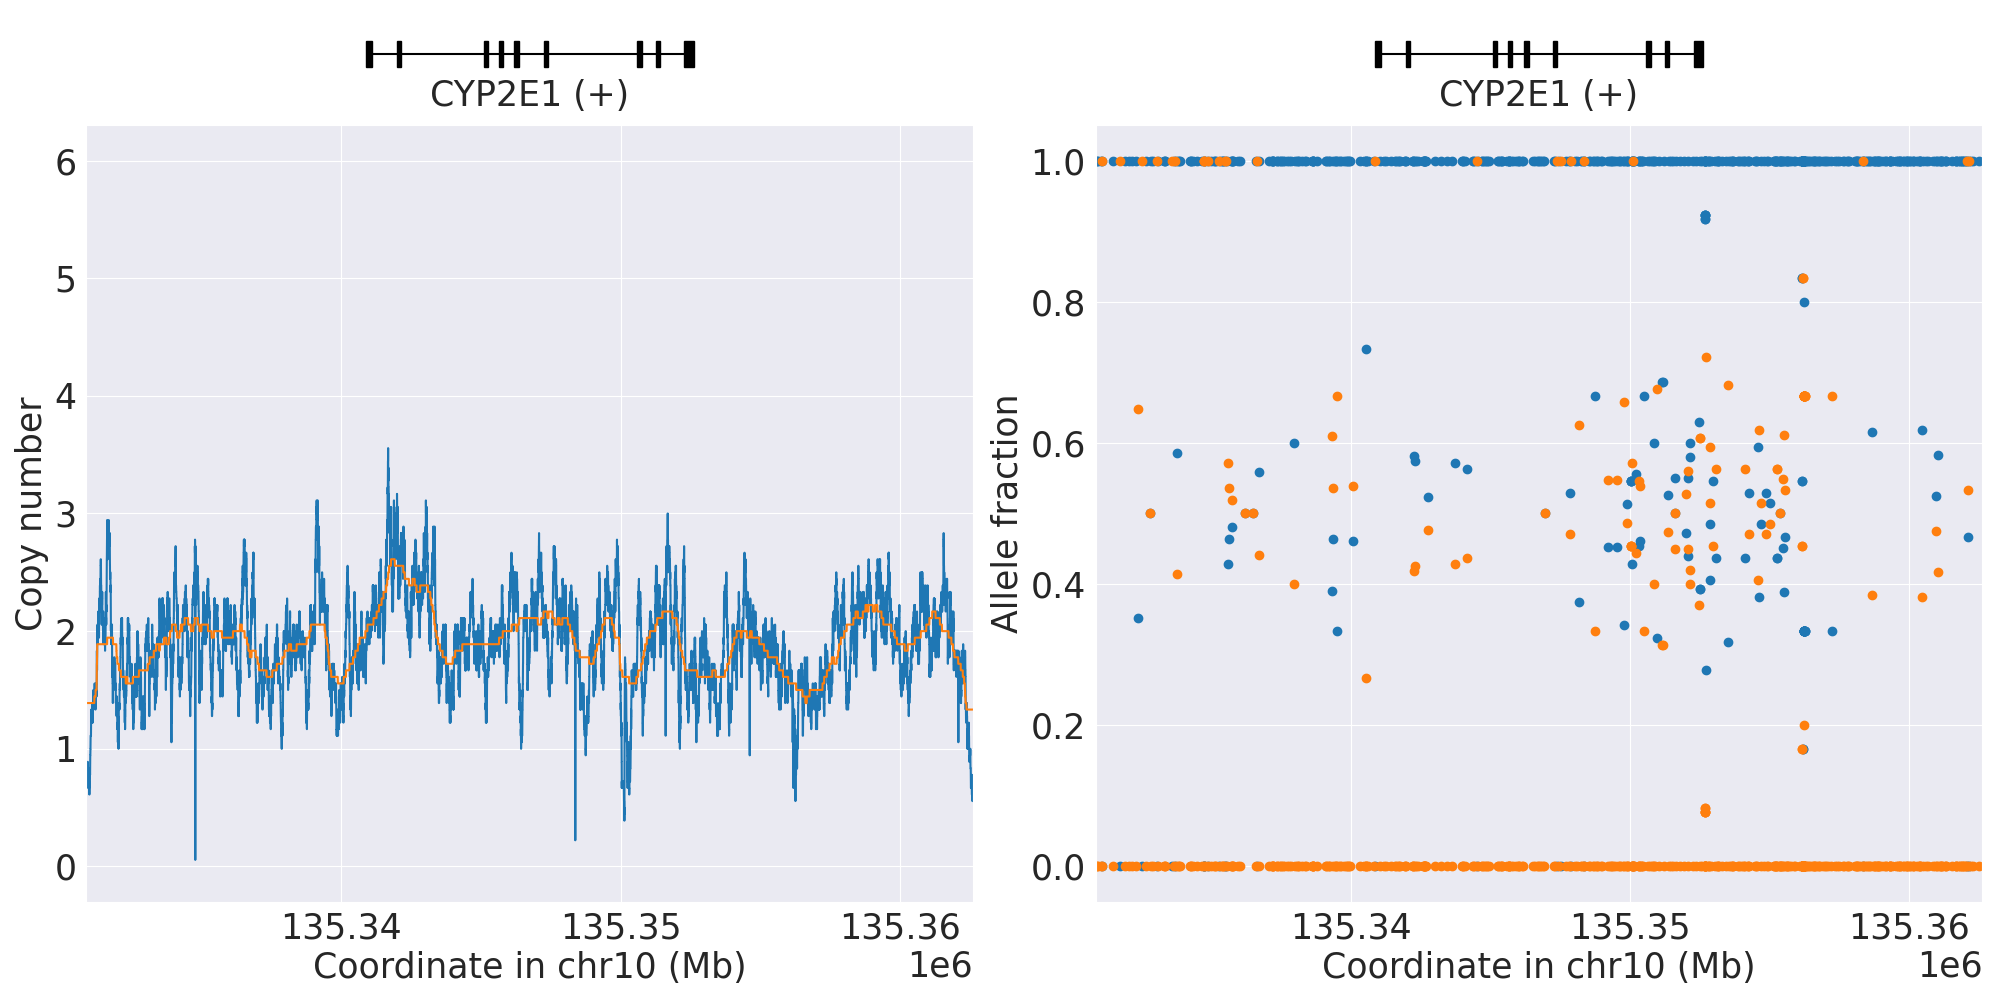 CYP2E1 (+)
6
5
4
3
2
1
0
Copy number
135.34 135.35 135.36
Coordinate in chr10 (Mb)
1e6
CYP2E1 (+)
1.0
0.8
0.6
0.4
0.2
0.0
Allele fraction
135.34 135.35 135.36
Coordinate in chr10 (Mb)
1e6